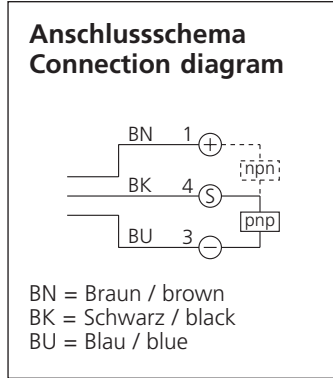 Anschlussschema
Connection diagram
BN 1 +
npn
BK 4 S
pnp
BU 3 −
BN = Braun / brown
BK = Schwarz / black
BU = Blau / blue